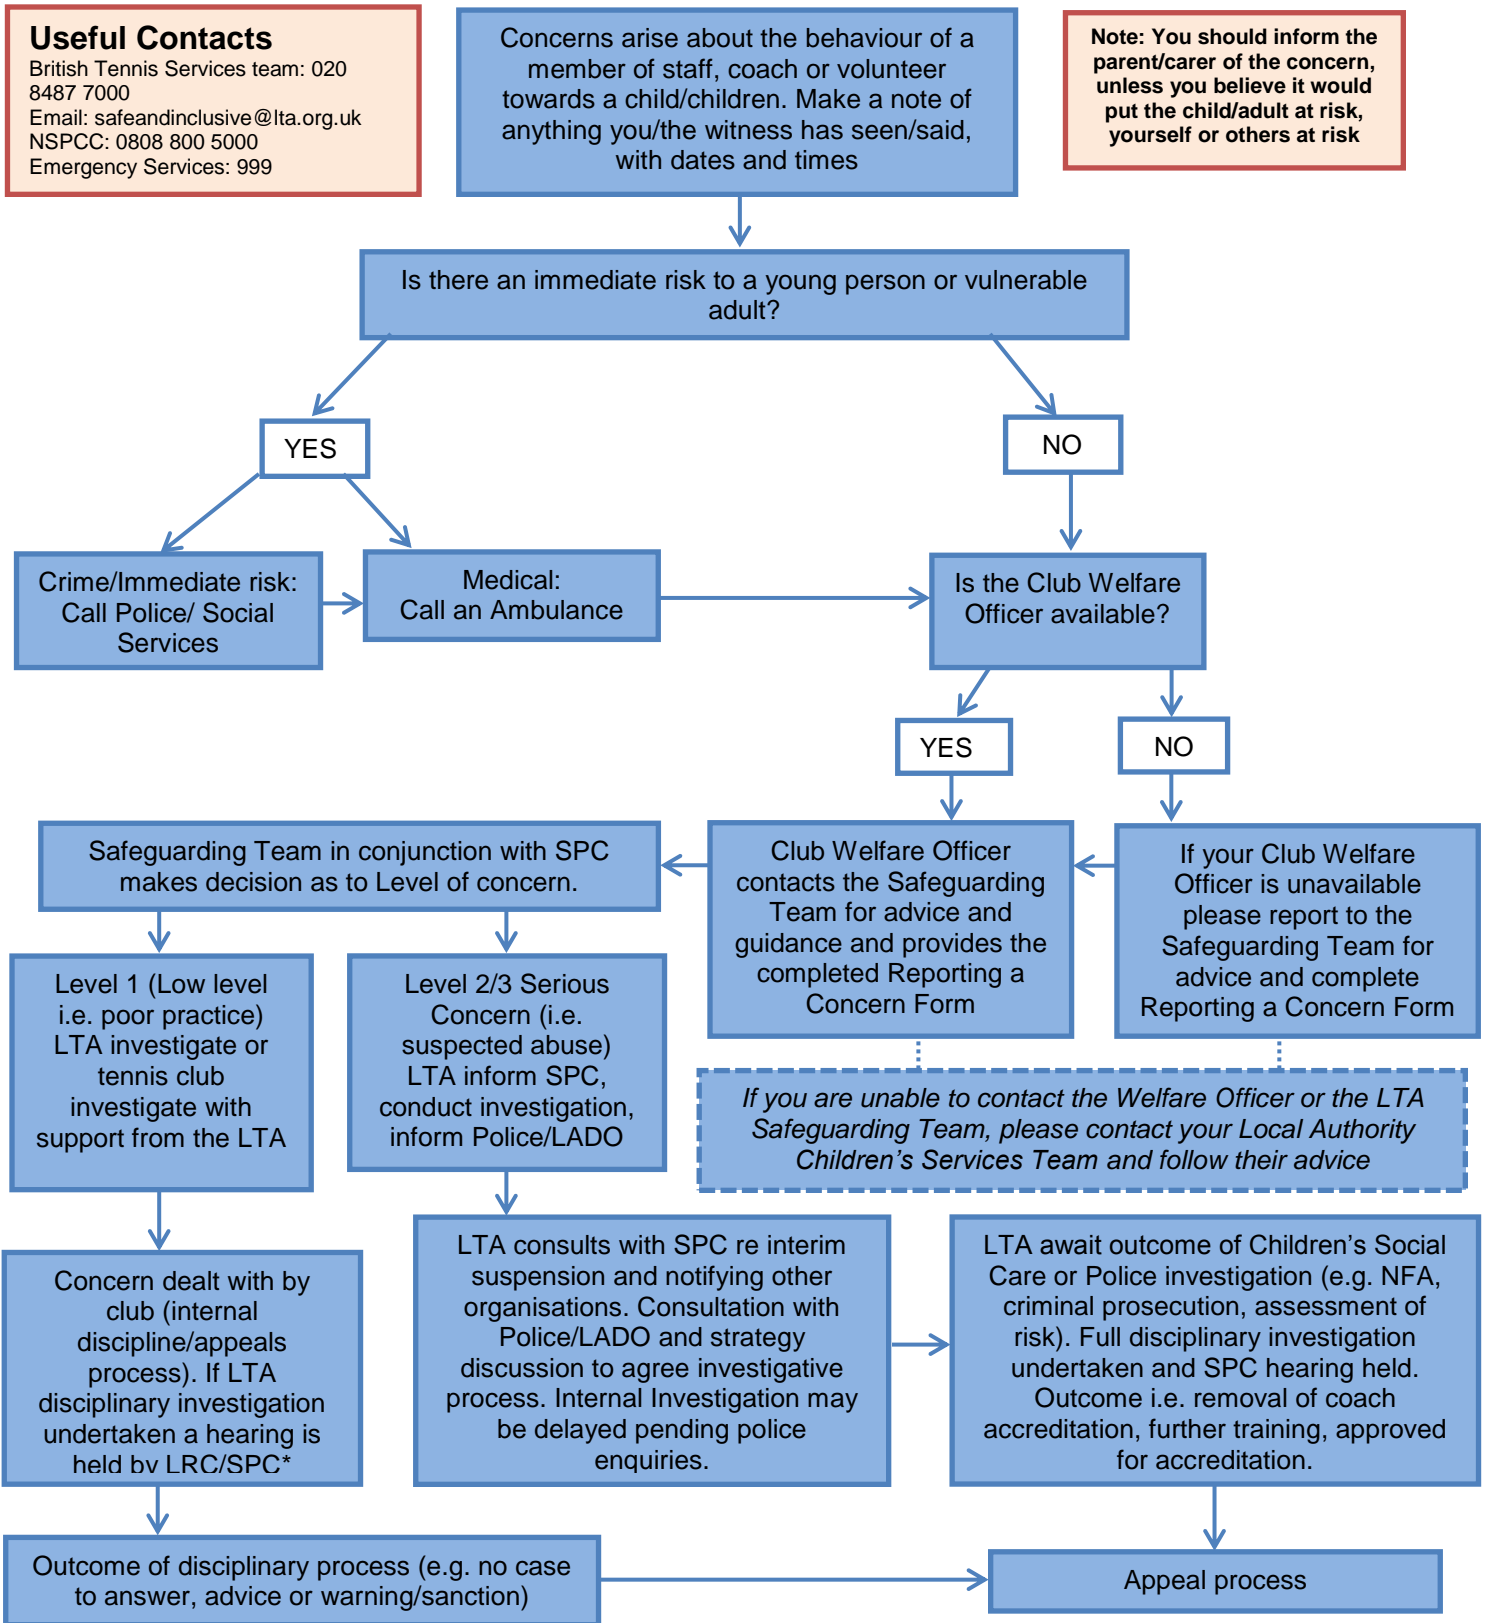 Useful Contacts
British Tennis Services team: 020
8487 7000
Email: safeandinclusive@lta.org.uk
NSPCC: 0808 800 5000
Emergency Services: 999
Concerns arise about the behaviour of a
member of staff, coach or volunteer
towards a child/children. Make a note of
anything you/the witness has seen/said,
with dates and times
Note: You should inform the
parent/carer of the concern,
unless you believe it would
put the child/adult at risk,
yourself or others at risk
Is there an immediate risk to a young person or vulnerable
adult?
YES
NO
Crime/Immediate risk:
Call Police/ Social
Services
Medical:
Call an Ambulance
Is the Club Welfare
Officer available?
YES
NO
Safeguarding Team in conjunction with SPC
makes decision as to Level of concern.
Club Welfare Officer
contacts the Safeguarding
Team for advice and
guidance and provides the
completed Reporting a
Concern Form
If your Club Welfare
Officer is unavailable
please report to the
Safeguarding Team for
advice and complete
Reporting a Concern Form
Level 1 (Low level
i.e. poor practice)
LTA investigate or
tennis club
investigate with
support from the LTA
Level 2/3 Serious
Concern (i.e.
suspected abuse)
LTA inform SPC,
conduct investigation,
inform Police/LADO
If you are unable to contact the Welfare Officer or the LTA
Safeguarding Team, please contact your Local Authority
Children's Services Team and follow their advice
Concern dealt with by
club (internal
discipline/appeals
process). If LTA
disciplinary investigation
undertaken a hearing is
held by LRC/SPC*
LTA consults with SPC re interim
suspension and notifying other
organisations. Consultation with
Police/LADO and strategy
discussion to agree investigative
process. Internal Investigation may
be delayed pending police
enquiries.
LTA await outcome of Children's Social
Care or Police investigation (e.g. NFA,
criminal prosecution, assessment of
risk). Full disciplinary investigation
undertaken and SPC hearing held.
Outcome i.e. removal of coach
accreditation, further training, approved
for accreditation.
Outcome of disciplinary process (e.g. no case
to answer, advice or warning/sanction)
Appeal process